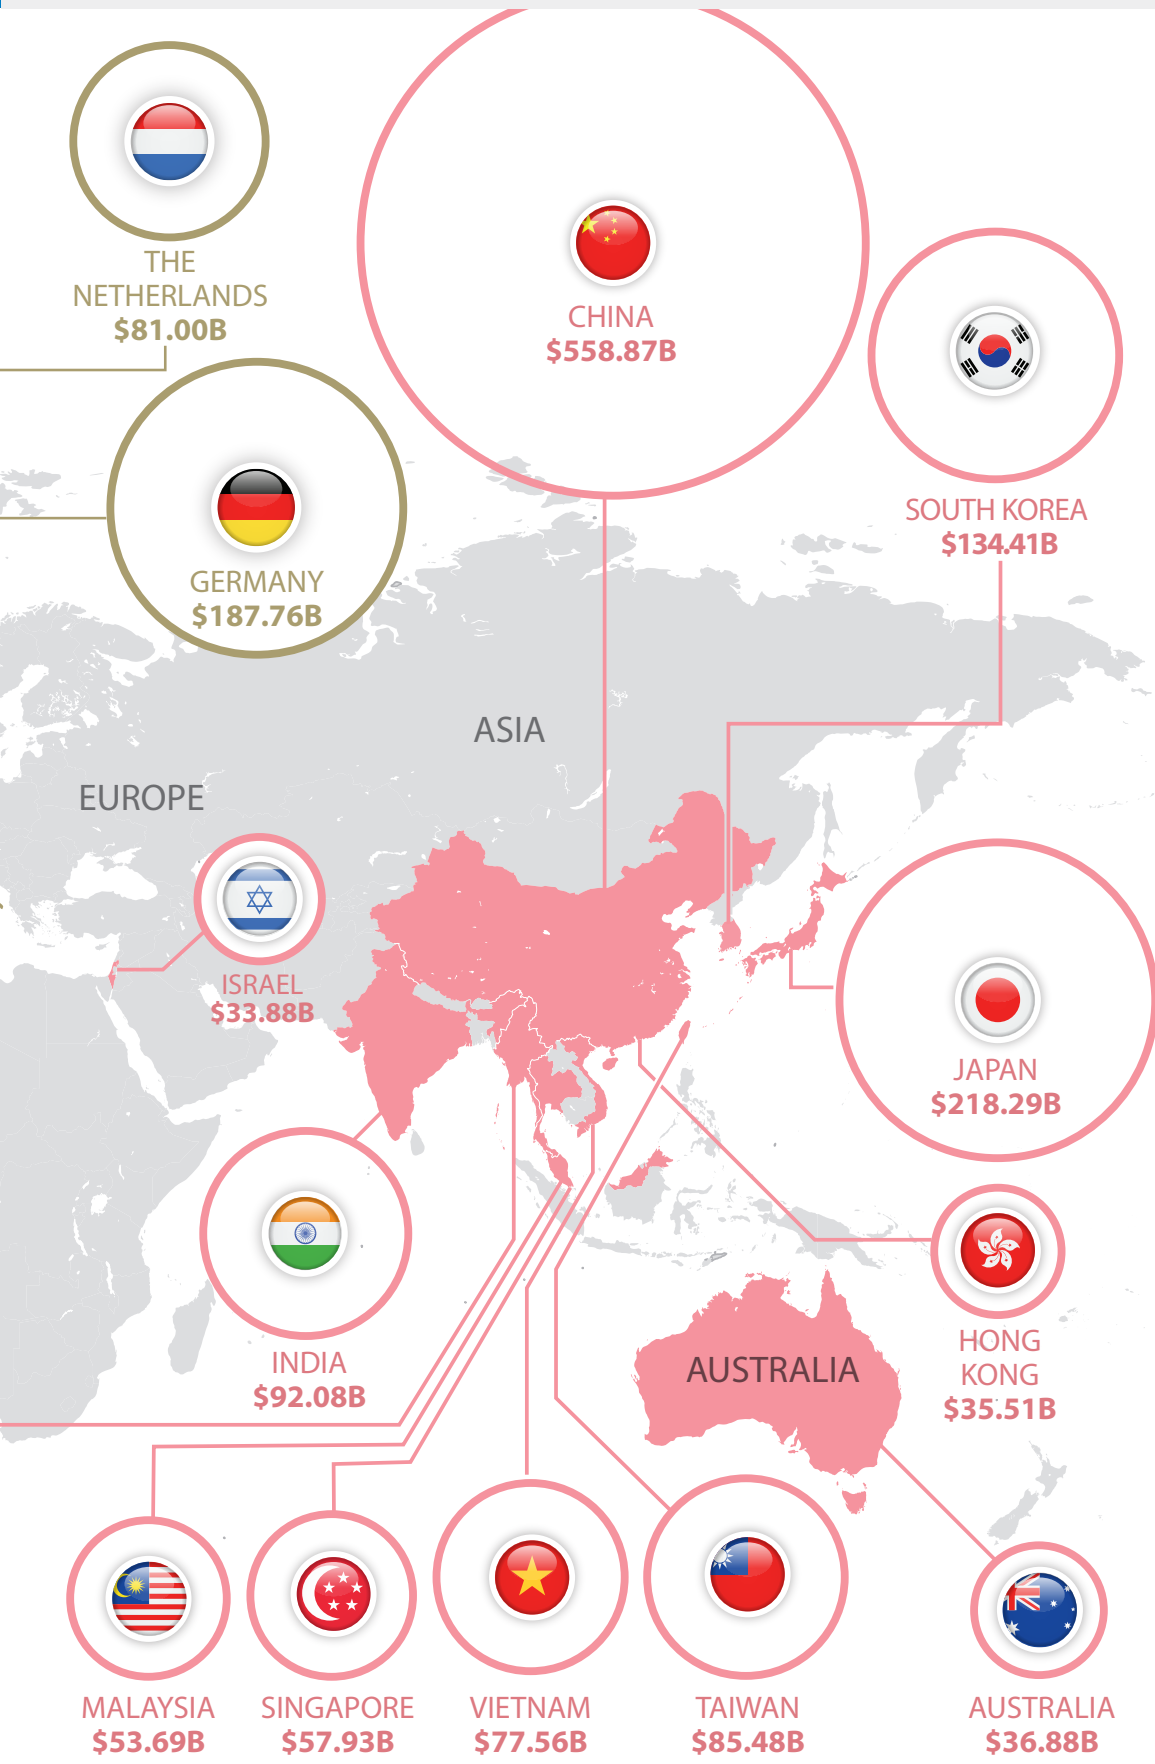 THE
NETHERLANDS
$81.00B
CHINA
$558.87B
SOUTH KOREA
$134.41B
GERMANY
$187.76B
ASIA
EUROPE
ISRAEL
$33.88B
JAPAN
$218.29B
INDIA
$92.08B
HONG
KONG
$35.51B
AUSTRALIA
MALAYSIA
$53.69B
SINGAPORE
$57.93B
VIETNAM
$77.56B
TAIWAN
$85.48B
AUSTRALIA
$36.88B